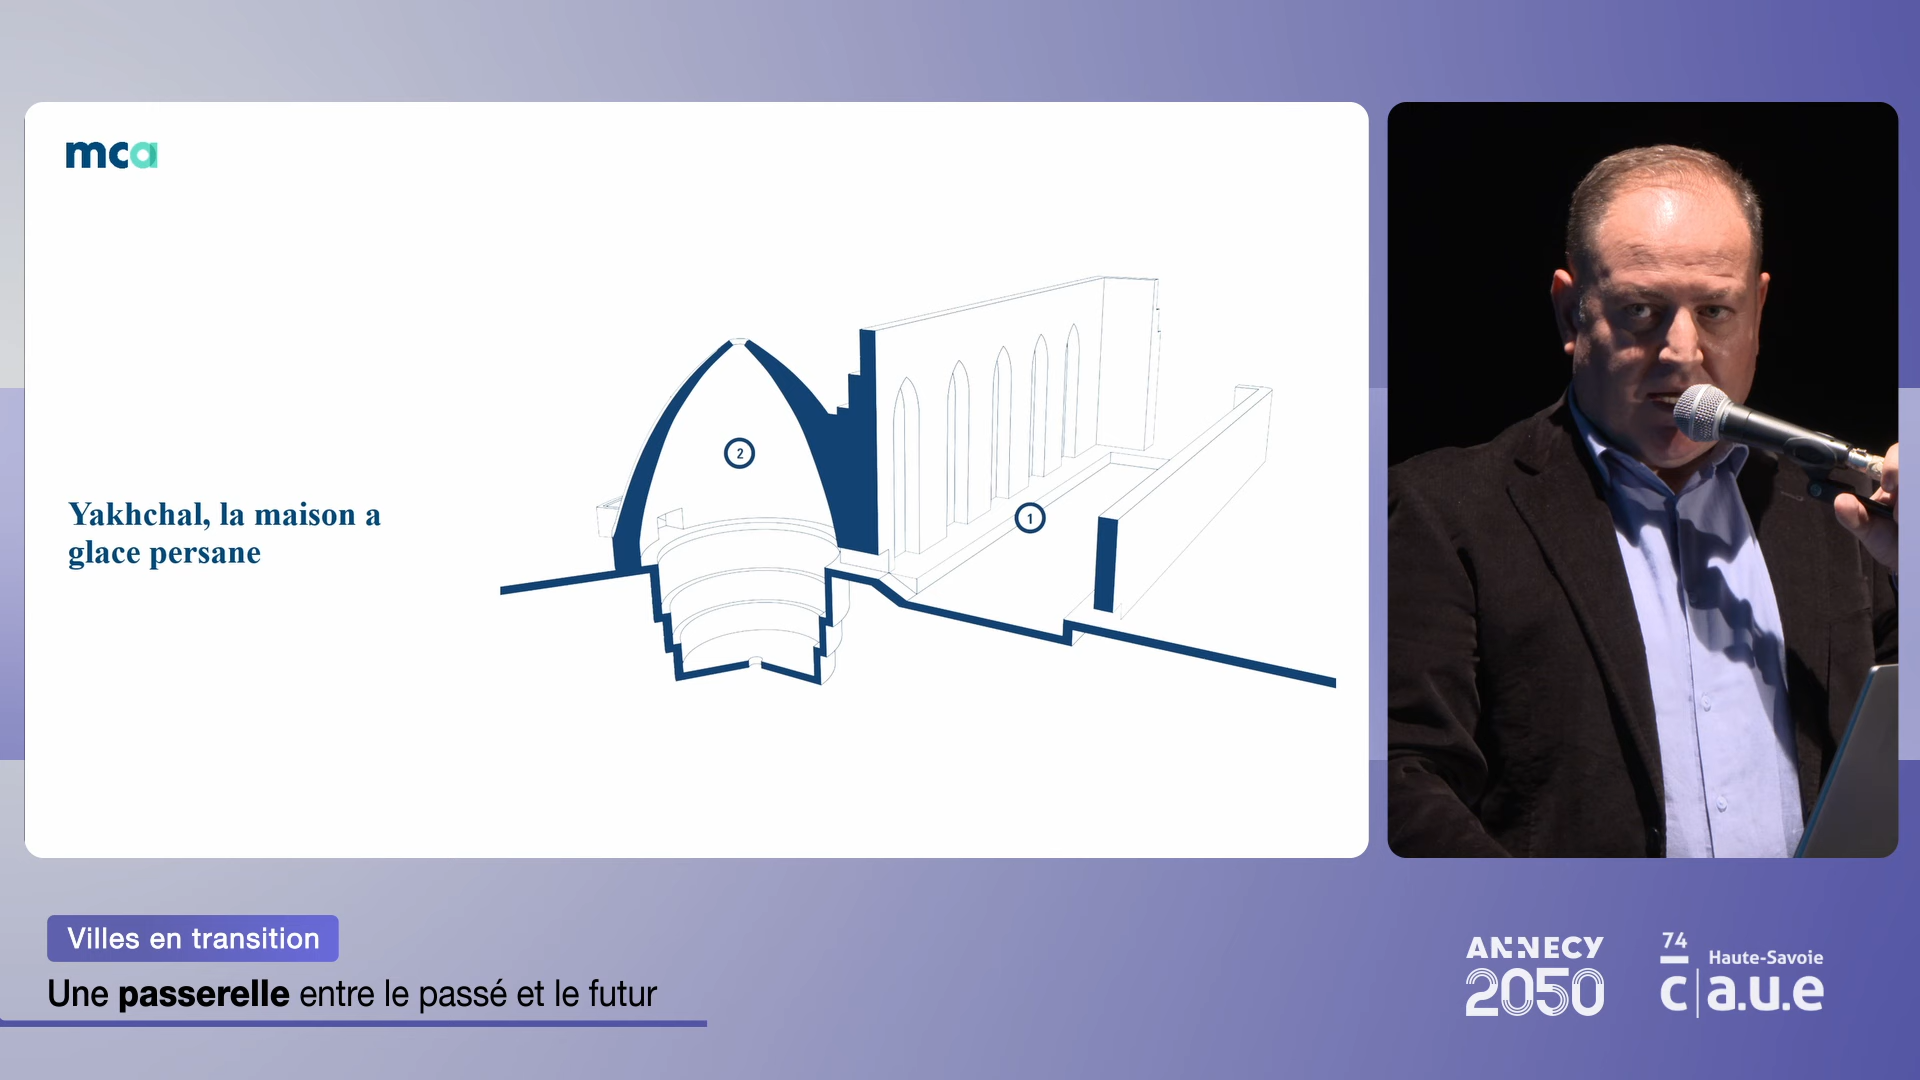 mca
Yakhchal, la maison a
glace persane
2
1
Villes en transition
Une passerelle entre le passé et le futur
ANNECY
2050
74
Haute-Savoie
c|a.u.e